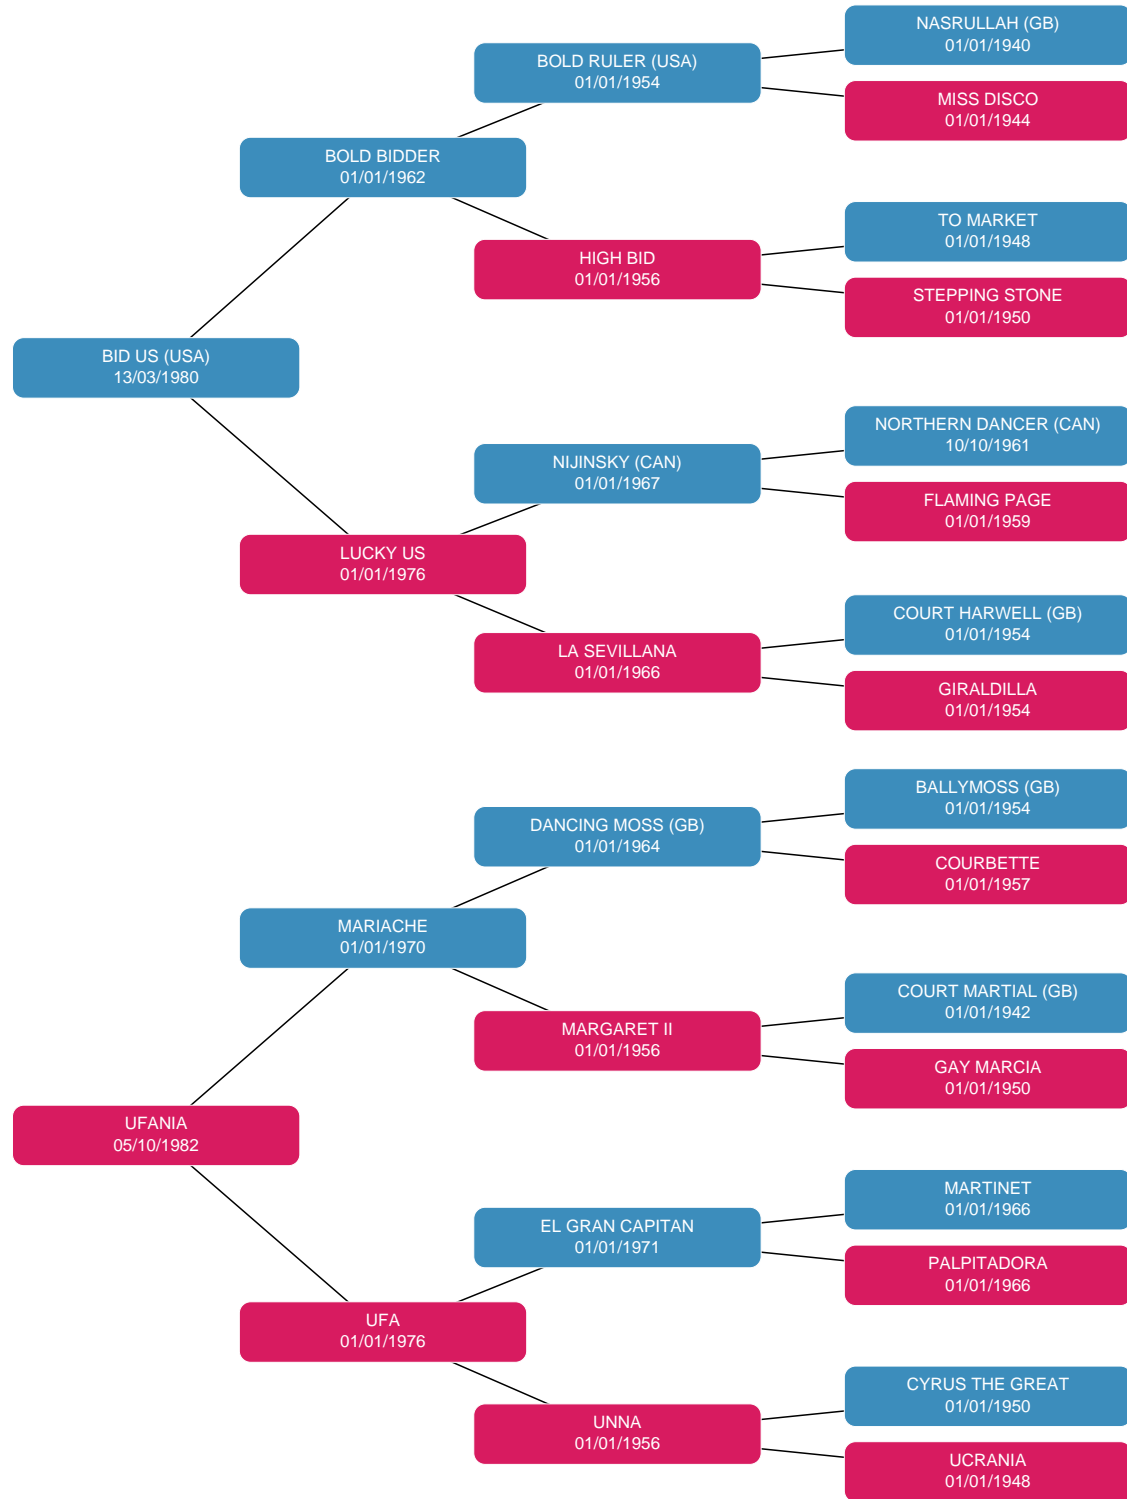 NASRULLAH (GB)
01/01/1940
BOLD RULER (USA)
01/01/1954
MISS DISCO
01/01/1944
BOLD BIDDER
01/01/1962
TO MARKET
01/01/1948
HIGH BID
01/01/1956
STEPPING STONE
01/01/1950
BID US (USA)
13/03/1980
NORTHERN DANCER (CAN)
10/10/1961
NIJINSKY (CAN)
01/01/1967
FLAMING PAGE
01/01/1959
LUCKY US
01/01/1976
COURT HARWELL (GB)
01/01/1954
LA SEVILLANA
01/01/1966
GIRALDILLA
01/01/1954
BALLYMOSS (GB)
01/01/1954
DANCING MOSS (GB)
01/01/1964
COURBETTE
01/01/1957
MARIACHE
01/01/1970
COURT MARTIAL (GB)
01/01/1942
MARGARET II
01/01/1956
GAY MARCIA
01/01/1950
UFANIA
05/10/1982
MARTINET
01/01/1966
EL GRAN CAPITAN
01/01/1971
PALPITADORA
01/01/1966
UFA
01/01/1976
CYRUS THE GREAT
01/01/1950
UNNA
01/01/1956
UCRANIA
01/01/1948